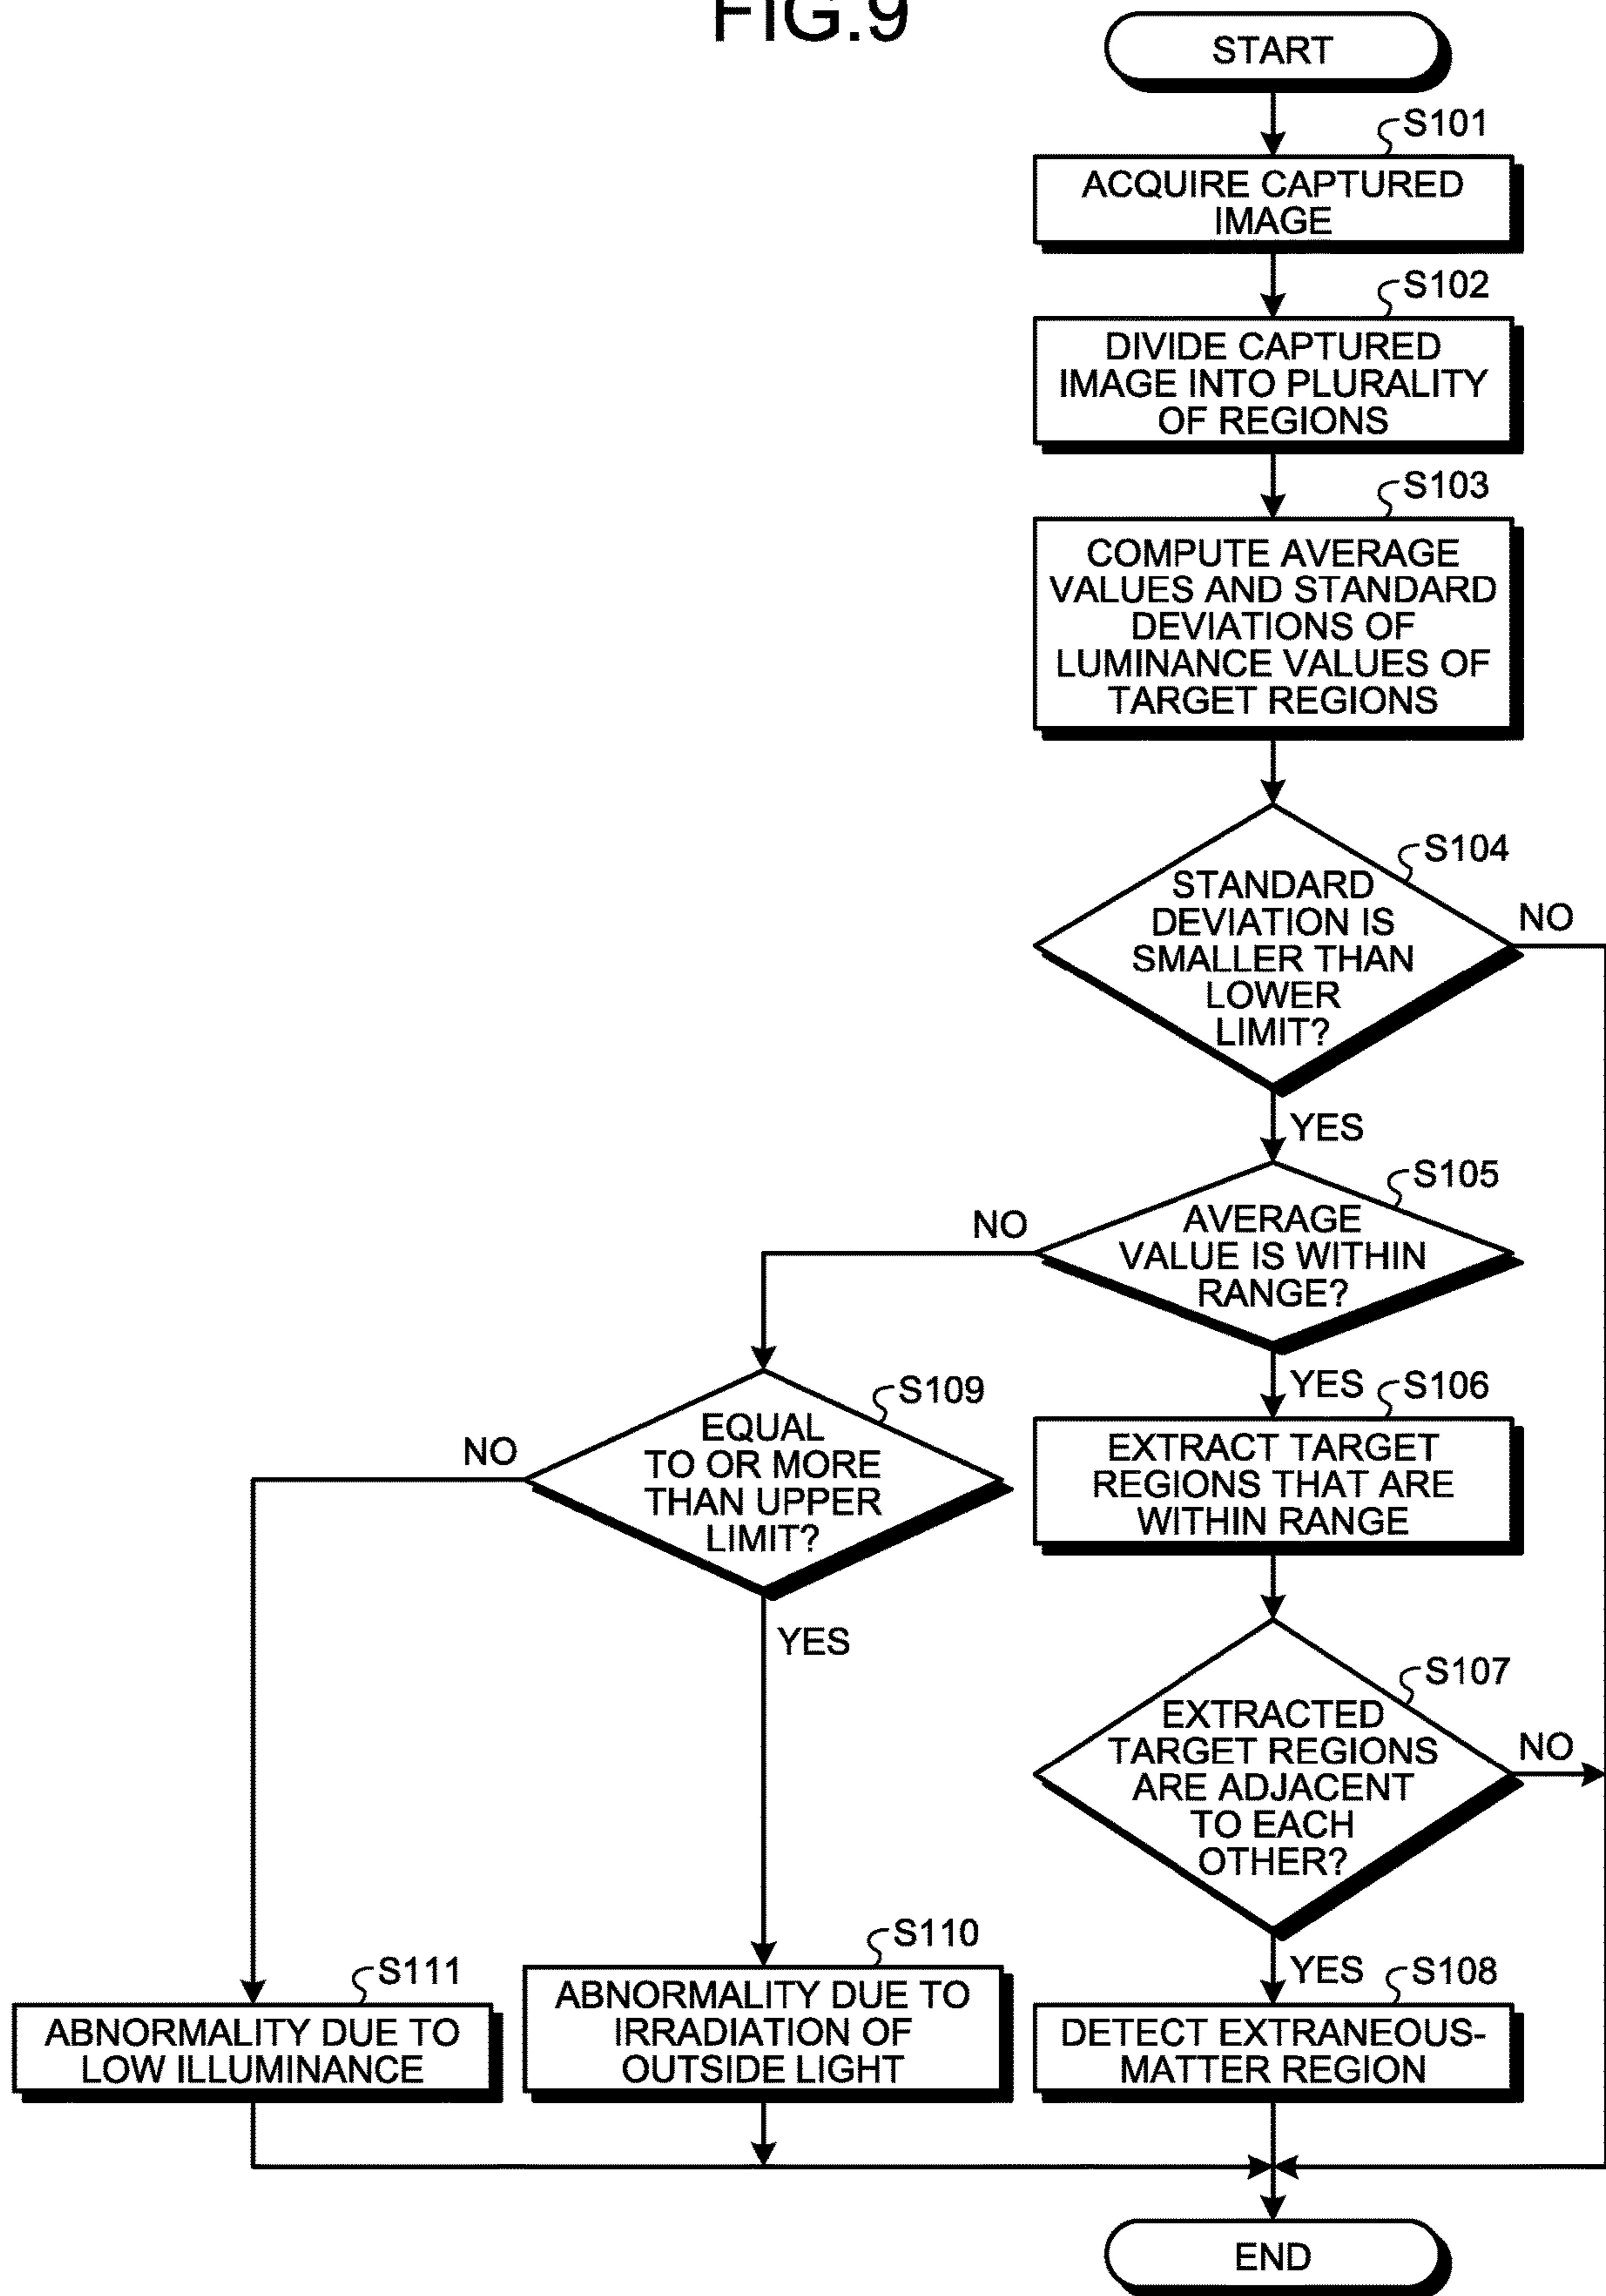 FIG.9
START
S101
ACQUIRE CAPTURED
IMAGE
S102
DIVIDE CAPTURED
IMAGE INTO PLURALITY
OF REGIONS
S103
COMPUTE AVERAGE
VALUES AND STANDARD
DEVIATIONS OF
LUMINANCE VALUES OF
TARGET REGIONS
S104
STANDARD
DEVIATION IS
SMALLER THAN
LOWER
LIMIT?
NO
YES
S105
AVERAGE
VALUE IS WITHIN
RANGE?
NO
YES
S106
EXTRACT TARGET
REGIONS THAT ARE
WITHIN RANGE
S109
EQUAL
TO OR MORE
THAN UPPER
LIMIT?
NO
YES
S107
EXTRACTED
TARGET REGIONS
ARE ADJACENT
TO EACH
OTHER?
NO
YES
S111
ABNORMALITY DUE TO
LOW ILLUMINANCE
S110
ABNORMALITY DUE TO
IRRADIATION OF
OUTSIDE LIGHT
S108
DETECT EXTRANEOUS-
MATTER REGION
END